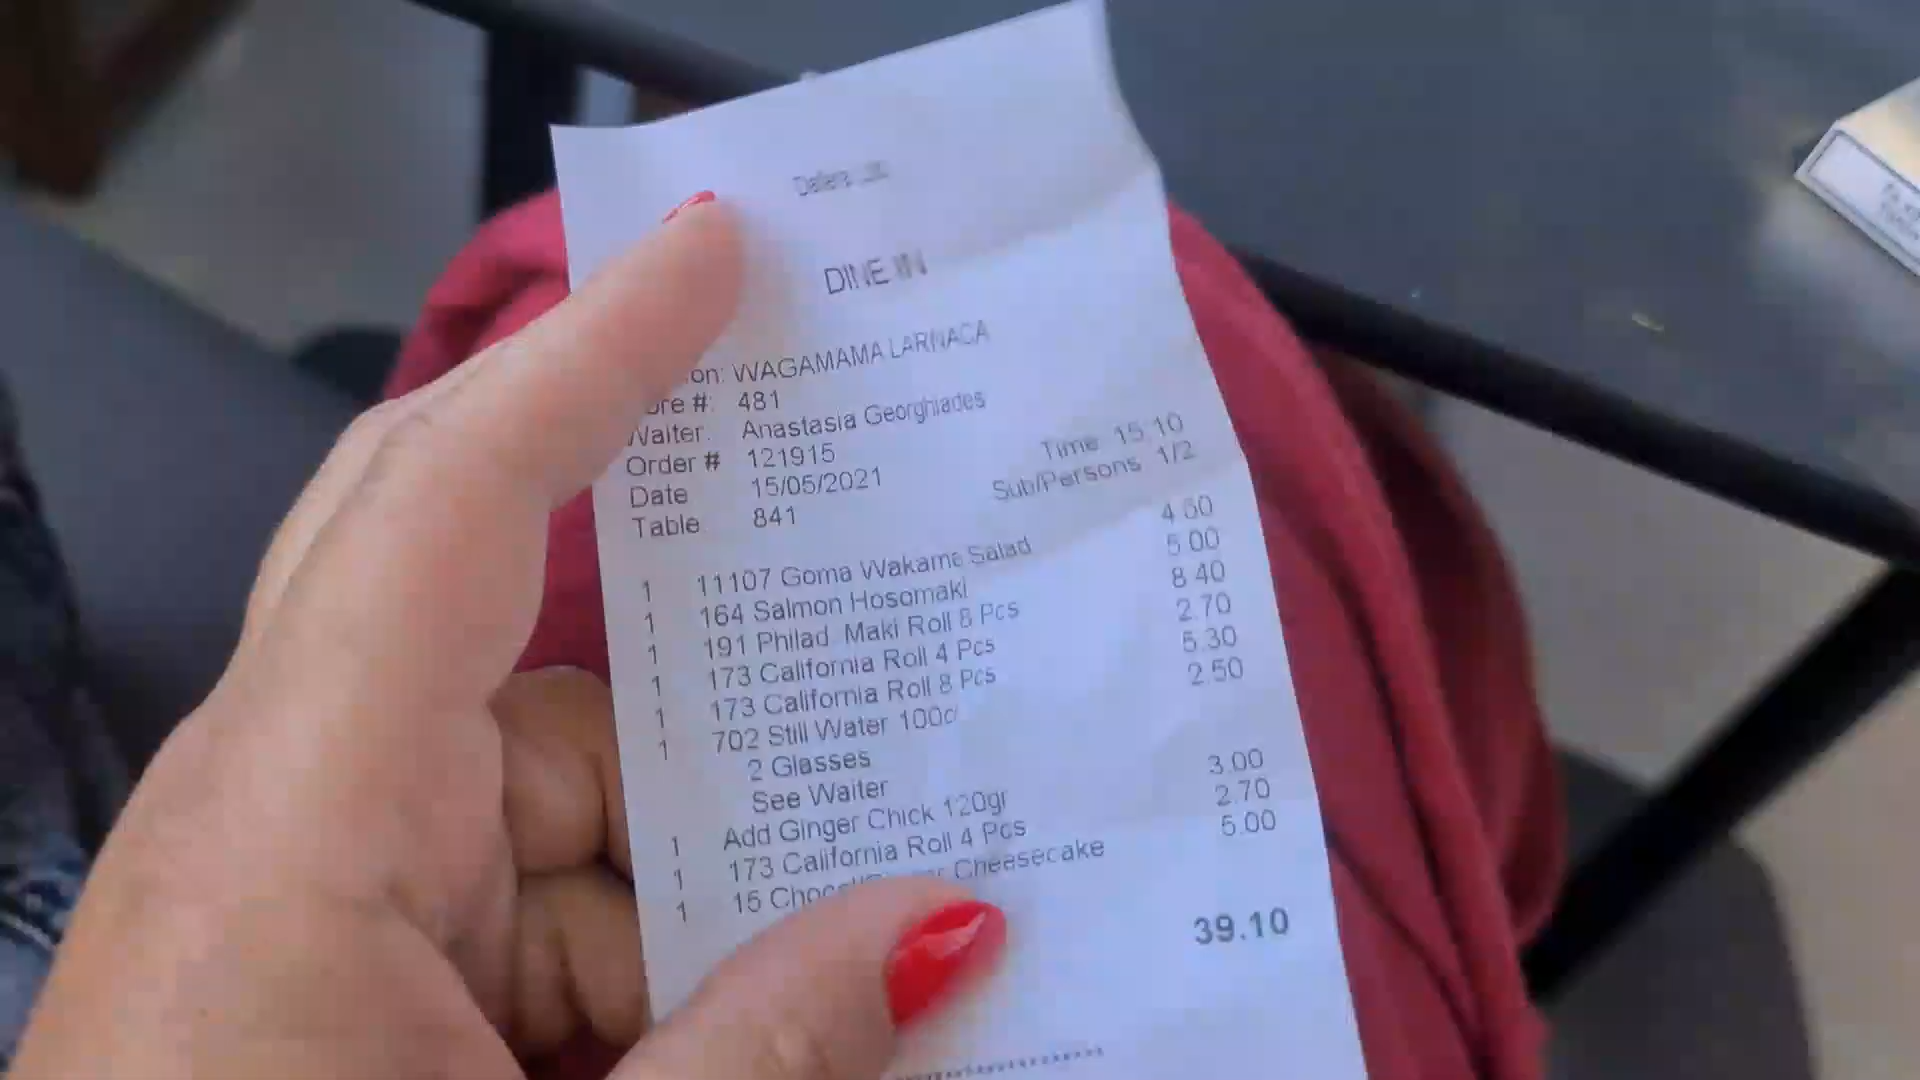 DINE IN
on: WAGAMAMA LARNACA
ore #: 481
Waiter: Anastasia Georghiades
Order # 121915
Date 15/05/2021 Time 15:10
Table 841 Sub/Persons 1/2
1 11107 Goma Wakame Salad 4.50
1 164 Salmon Hosomaki 5.00
1 191 Philad. Maki Roll 8 Pcs 8.40
1 173 California Roll 4 Pcs 2.70
1 173 California Roll 8 Pcs 5.30
1 702 Still Water 100cl 2.50
2 Glasses
See Waiter
1 Add Ginger Chick 120gr 3.00
1 173 California Roll 4 Pcs 2.70
1 15 Cheesecake 5.00
39.10